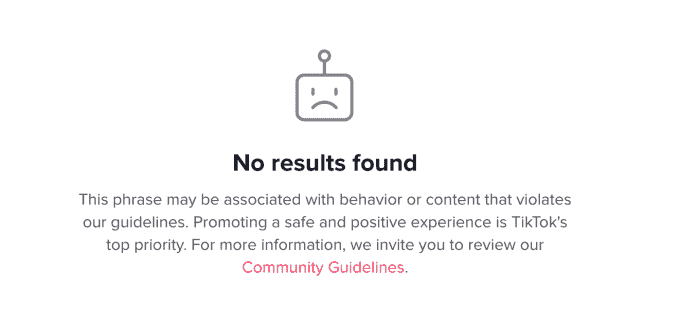 No results found
This phrase may be associated with behavior or content that violates
our guidelines. Promoting a safe and positive experience is TikTok's
top priority. For more information, we invite you to review our
Community Guidelines.